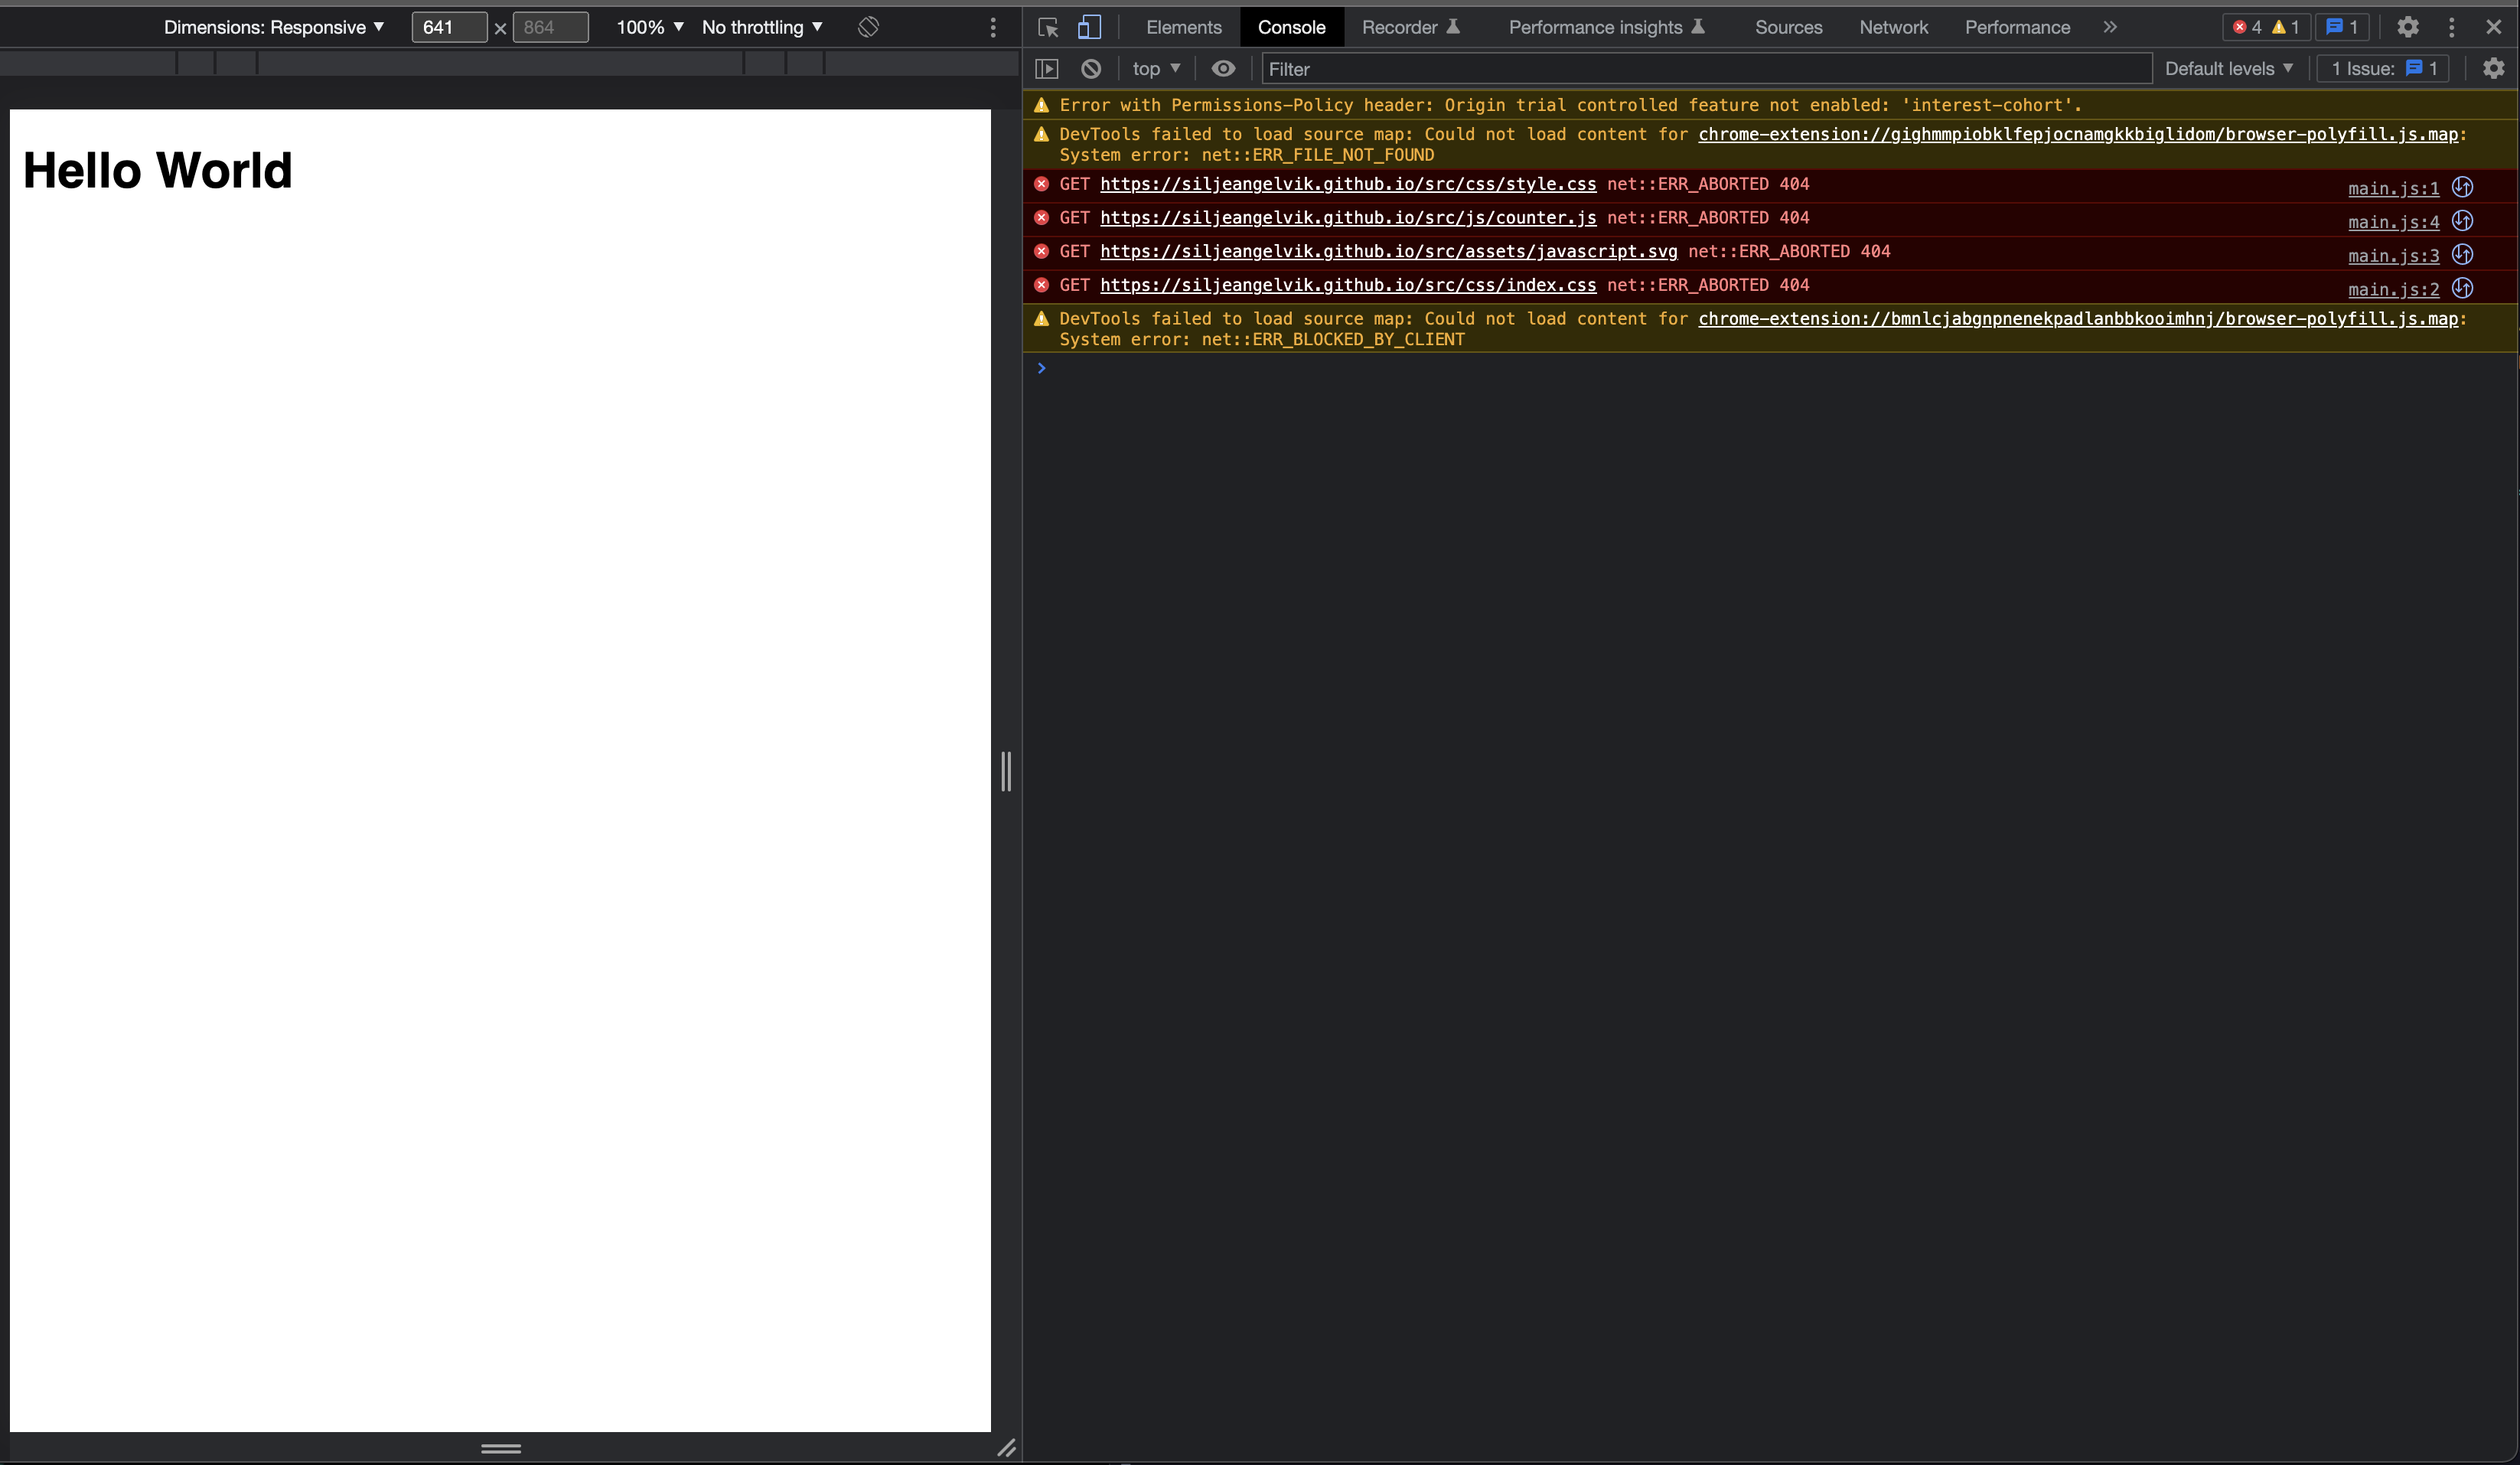 Dimensions: Responsive ▼ 641 × 864 100% ▼ No throttling ▼
Elements Console Recorder Performance insights Sources Network Performance » 4 1 1
top ▼ Filter Default levels ▼ 1 Issue: 1
Hello World
Error with Permissions-Policy header: Origin trial controlled feature not enabled: 'interest-cohort'.
DevTools failed to load source map: Could not load content for chrome-extension://gighmmpiobklfepjocnamgkkbiglidom/browser-polyfill.js.map:
System error: net::ERR_FILE_NOT_FOUND
GET https://siljeangelvik.github.io/src/css/style.css net::ERR_ABORTED 404 main.js:1
GET https://siljeangelvik.github.io/src/js/counter.js net::ERR_ABORTED 404 main.js:4
GET https://siljeangelvik.github.io/src/assets/javascript.svg net::ERR_ABORTED 404 main.js:3
GET https://siljeangelvik.github.io/src/css/index.css net::ERR_ABORTED 404 main.js:2
DevTools failed to load source map: Could not load content for chrome-extension://bmnlcjabgnpnenekpadlanbbkooimhnj/browser-polyfill.js.map:
System error: net::ERR_BLOCKED_BY_CLIENT